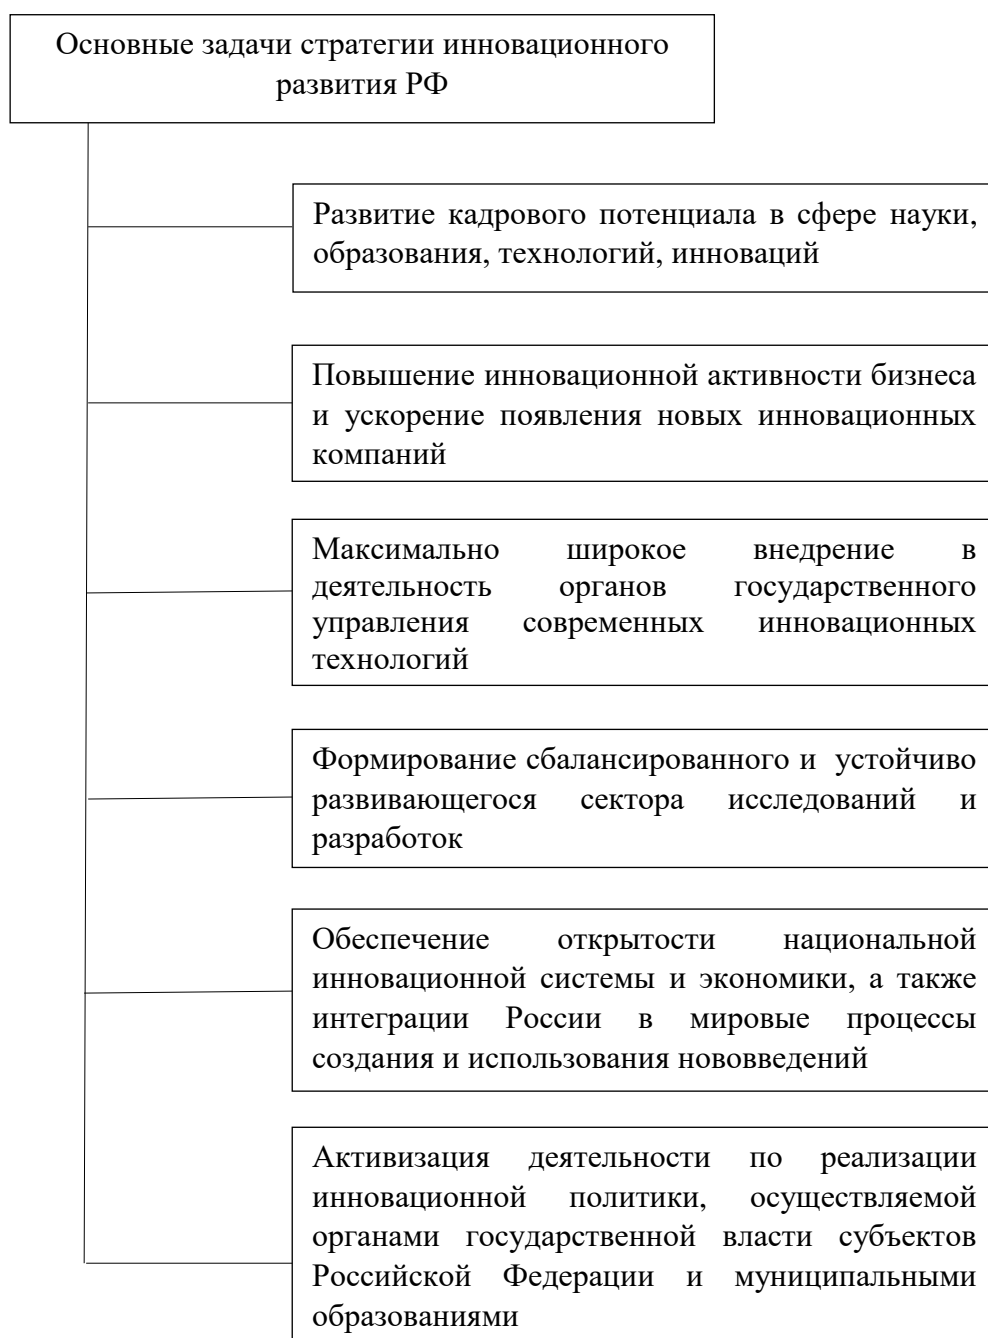 Основные задачи стратегии инновационного
развития РФ
Развитие кадрового потенциала в сфере науки,
образования, технологий, инноваций
Повышение инновационной активности бизнеса
и ускорение появления новых инновационных
компаний
Максимально широкое внедрение в
деятельность органов государственного
управления современных инновационных
технологий
Формирование сбалансированного и устойчиво
развивающегося сектора исследований и
разработок
Обеспечение открытости национальной
инновационной системы и экономики, а также
интеграции России в мировые процессы
создания и использования нововведений
Активизация деятельности по реализации
инновационной политики, осуществляемой
органами государственной власти субъектов
Российской Федерации и муниципальными
образованиями